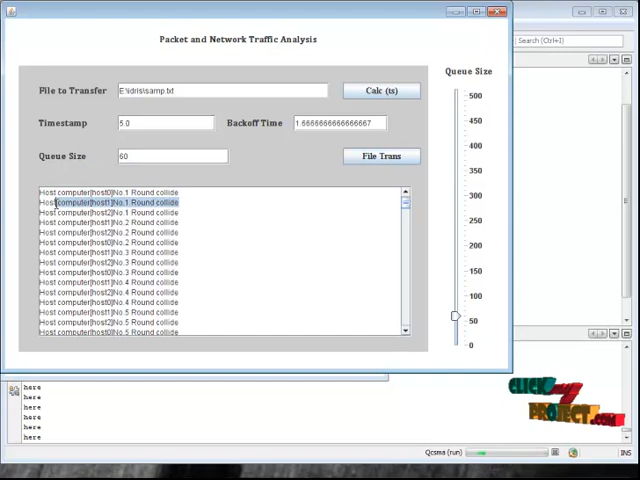 Packet and Network Traffic Analysis
File to Transfer E:\Idris\samp.txt Calc (ts)
Timestamp 5.0 Backoff Time 1.6666666666666667
Queue Size 60 File Trans
Host computer[host0]No.1 Round collide
Host computer[host1]No.1 Round collide
Host computer[host2]No.1 Round collide
Host computer[host1]No.2 Round collide
Host computer[host2]No.2 Round collide
Host computer[host0]No.2 Round collide
Host computer[host1]No.3 Round collide
Host computer[host2]No.3 Round collide
Host computer[host0]No.3 Round collide
Host computer[host2]No.4 Round collide
Host computer[host1]No.4 Round collide
Host computer[host0]No.4 Round collide
Host computer[host1]No.5 Round collide
Host computer[host2]No.5 Round collide
Host computer[host0]No.5 Round collide
Queue Size
500
450
400
350
300
250
200
150
100
50
0
Search (Ctrl+I)
here
here
here
here
here
here
CLICK MY PROJECT.COM
Qcsma (run)
INS